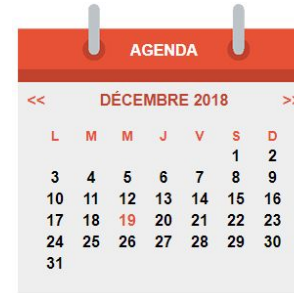 AGENDA
<< DÉCEMBRE 2018 >>
L M M J V S D
1 2
3 4 5 6 7 8 9
10 11 12 13 14 15 16
17 18 19 20 21 22 23
24 25 26 27 28 29 30
31